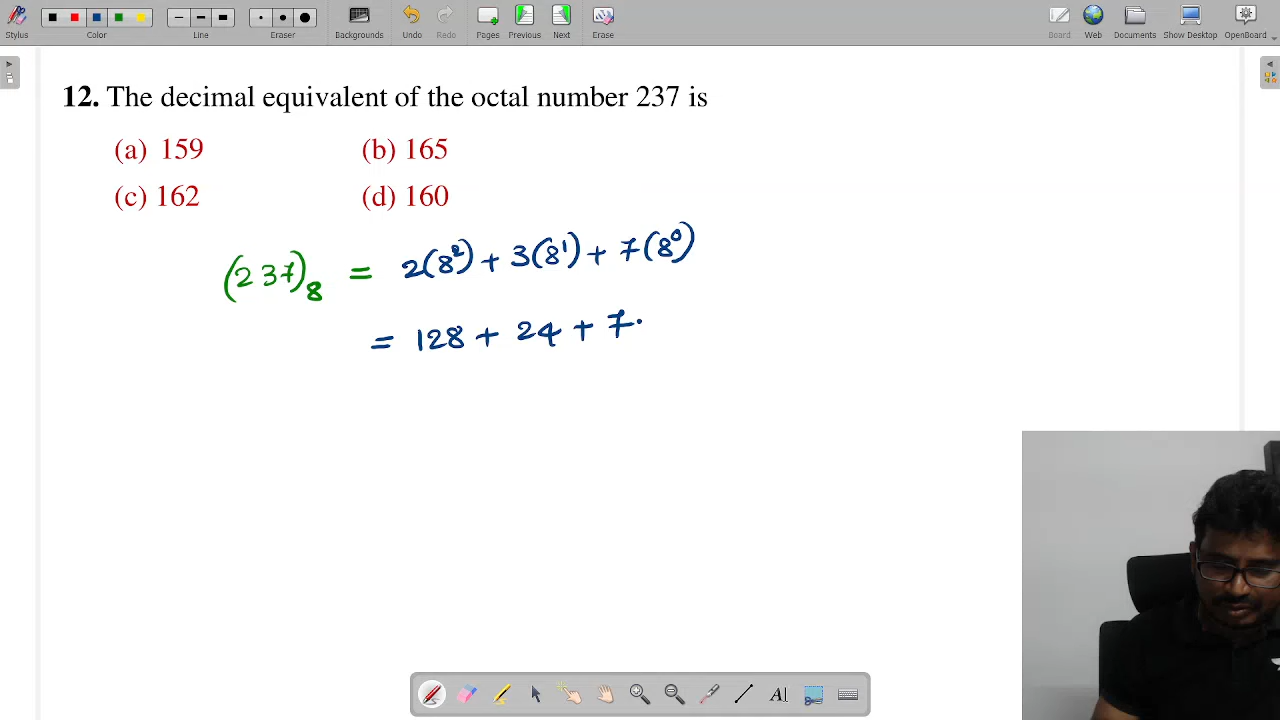 Stylus Color Line Eraser Backgrounds Undo Redo Pages Previous Next Erase Board Web Documents Show Desktop OpenBoard
12. The decimal equivalent of the octal number 237 is
(a) 159 (b) 165
(c) 162 (d) 160
(237)₈ = 2(8²) + 3(8¹) + 7(8⁰)
= 128 + 24 + 7.